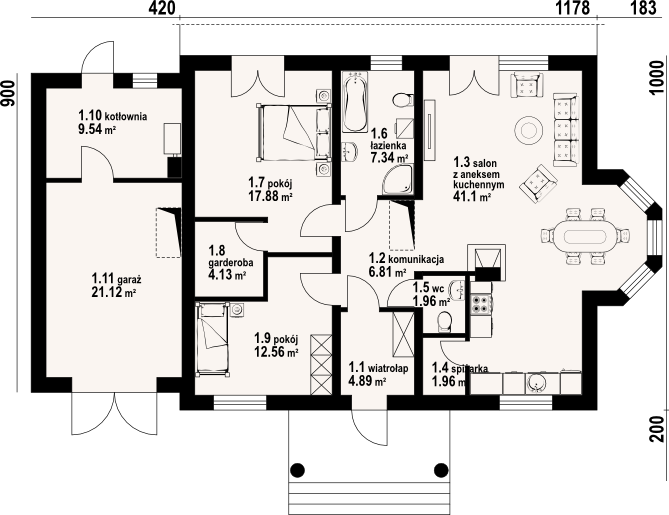 420
1178
183
900
1000
200
1.10 kotłownia
9.54 m²
1.11 garaż
21.12 m²
1.7 pokój
17.88 m²
1.8
garderoba
4.13 m²
1.9 pokój
12.56 m²
1.6
łazienka
7.34 m²
1.3 salon
z aneksem
kuchennym
41.1 m²
1.2 komunikacja
6.81 m²
1.5 wc
1.96 m²
1.1 wiatrołap
4.89 m²
1.4 spiżarka
1.96 m²